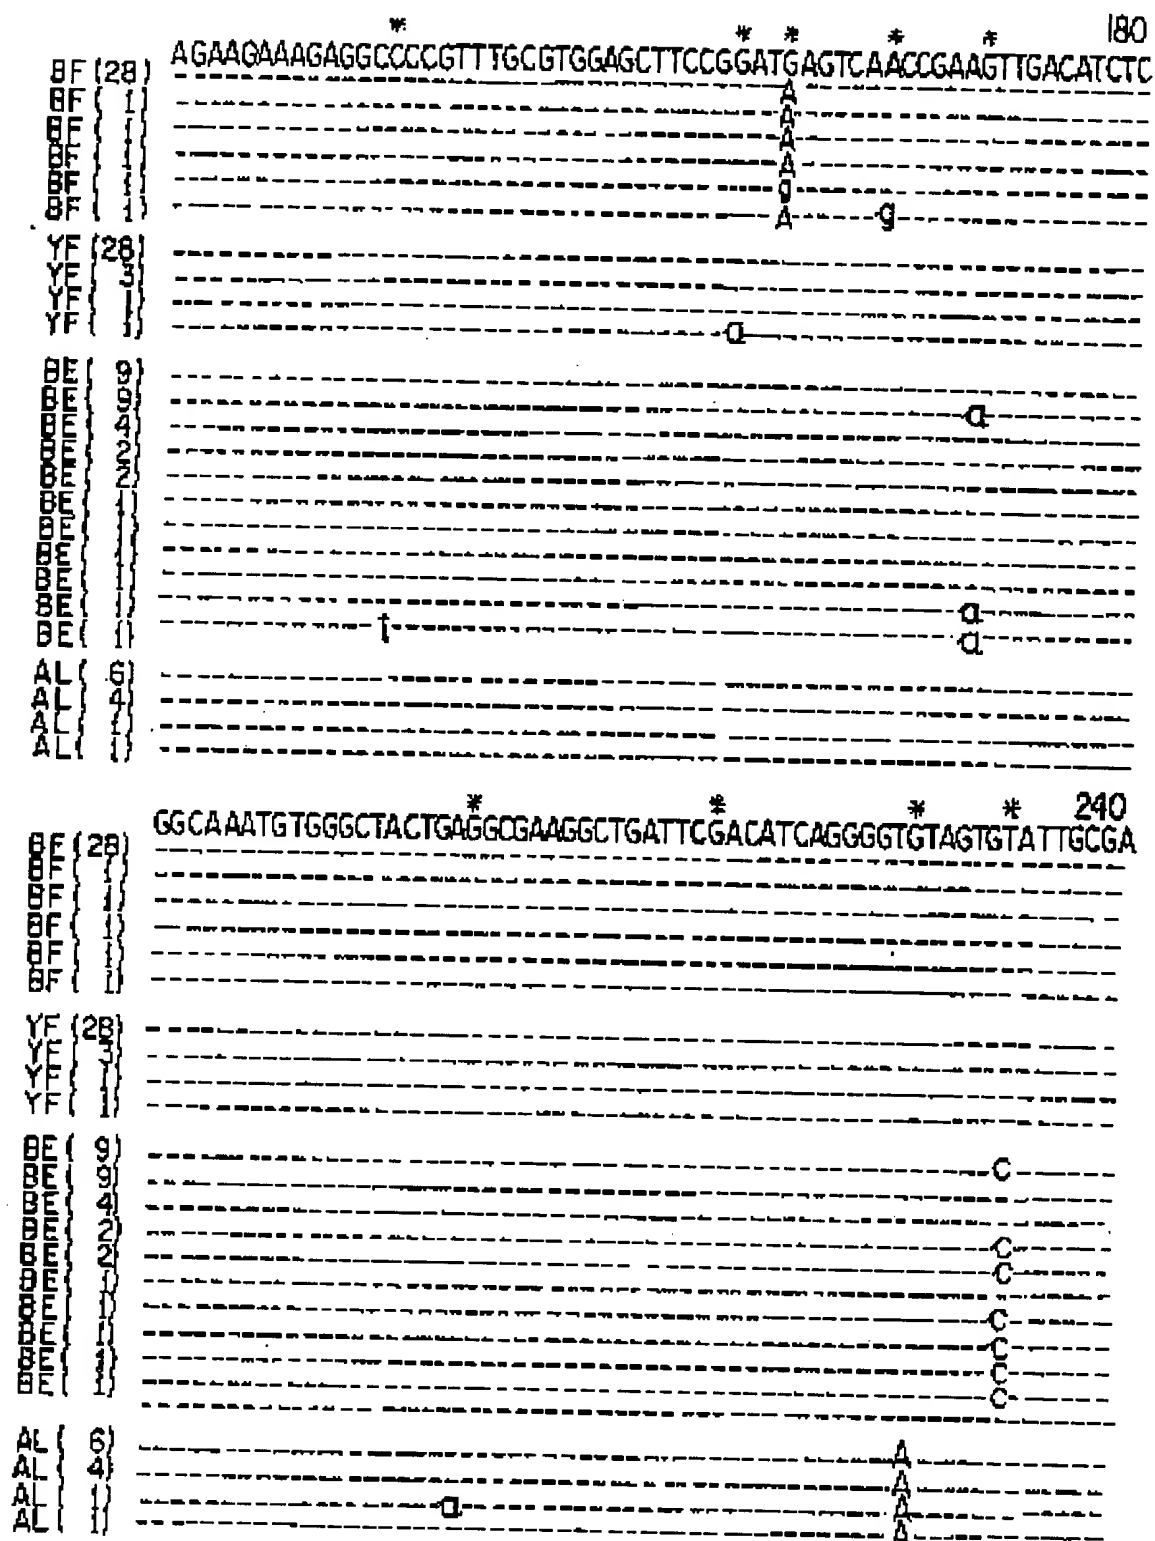 * * * * * 180
AGAAGAAAGAGGCCCCGTTTGCGTGGAGCTTCCGGATGAGTCAACCGAAGTTGACATCTC
BF (28) A
BF ( 1) A
BF ( 1) A
BF ( 1) A
BF ( 1) g
BF ( 1) A g
YF (28)
YF ( 3)
YF ( 1)
YF ( 1) a
BE ( 9)
BE ( 9) a
BE ( 4)
BE ( 2)
BE ( 2)
BE ( 1)
BE ( 1)
BE ( 1)
BE ( 1)
BE ( 1) a
BE ( 1) t a
AL ( 6)
AL ( 4)
AL ( 1)
AL ( 1)
* * * * 240
GGCAAATGTGGGCTACTGAGGCGAAGGCTGATTCGACATCAGGGGTGTAGTGTATTGCGA
BF (28)
BF ( 1)
BF ( 1)
BF ( 1)
BF ( 1)
BF ( 1)
YF (28)
YF ( 3)
YF ( 1)
YF ( 1)
BE ( 9) C
BE ( 9)
BE ( 4)
BE ( 2) C
BE ( 2) C
BE ( 1)
BE ( 1) C
BE ( 1) C
BE ( 1) C
BE ( 1) C
AL ( 6) A
AL ( 4) A
AL ( 1) a A
AL ( 1) A